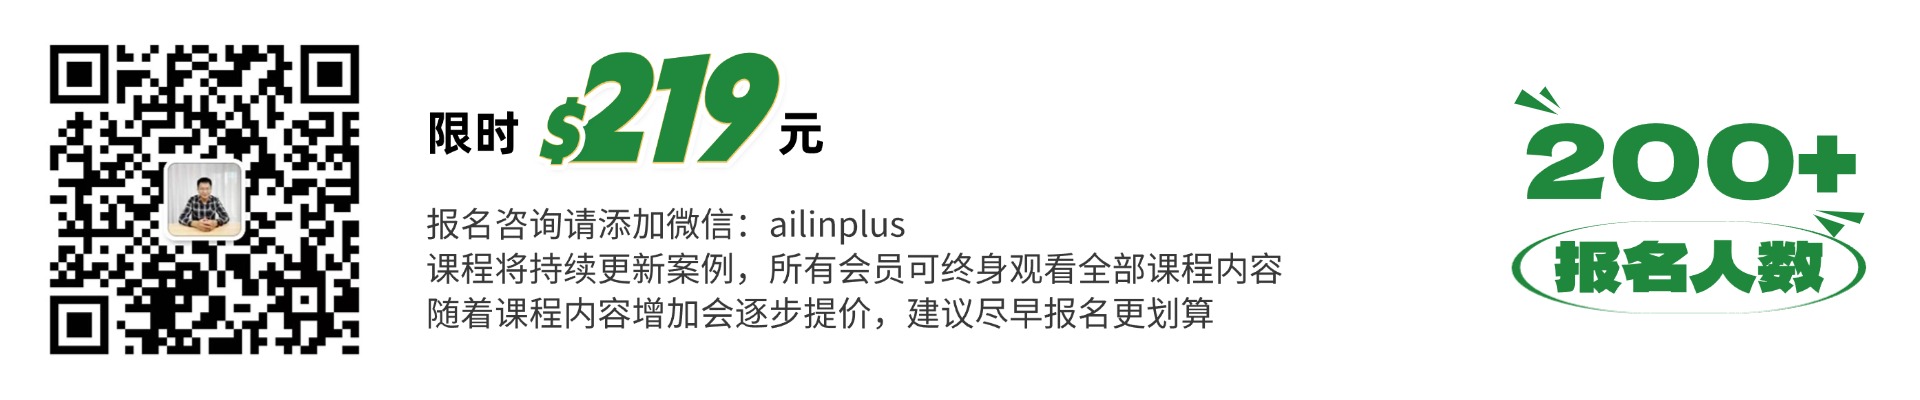 限时 $219 元
报名咨询请添加微信：ailinplus
课程将持续更新案例，所有会员可终身观看全部课程内容
随着课程内容增加会逐步提价，建议尽早报名更划算
200+
报名人数